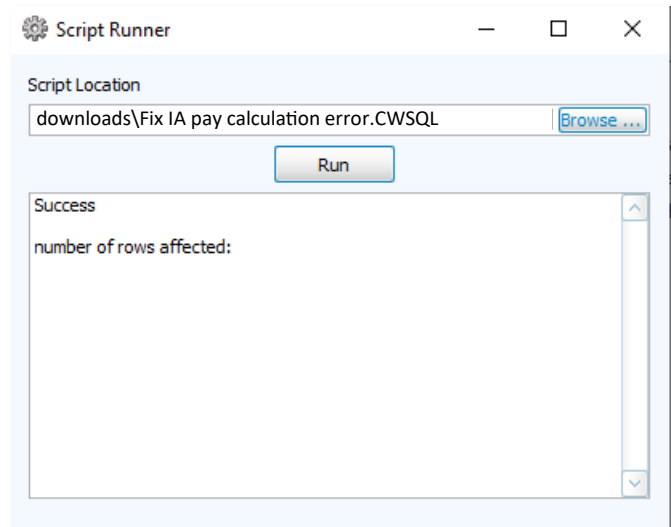 Script Runner
Script Location
downloads\Fix IA pay calculation error.CWSQL
Browse ...
Run
Success
number of rows affected: